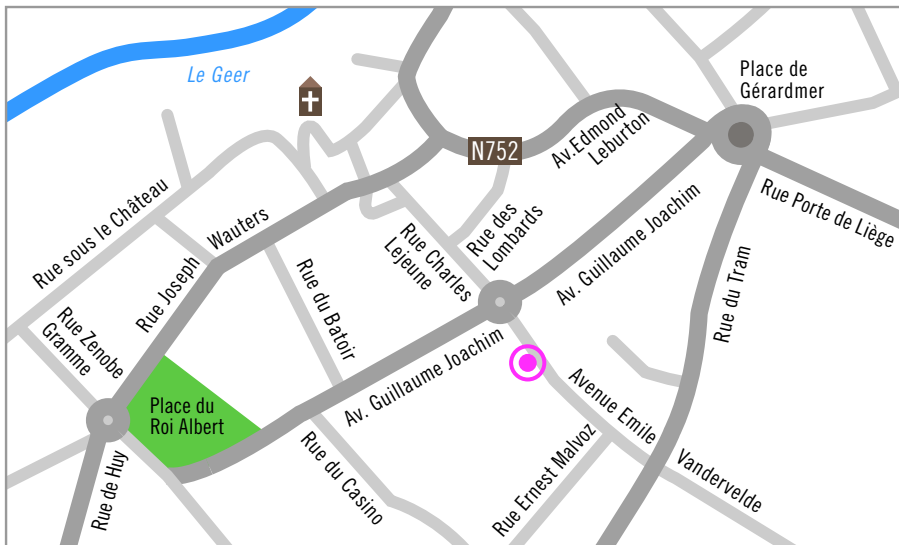 Le Geer
Place de
Gérardmer
N752
Av.Edmond
Leburton
Rue Porte de Liège
Rue sous le Château
Rue Joseph Wauters
Rue des
Lombards
Rue Charles
Lejeune
Av. Guillaume Joachim
Rue du Tram
Rue Zenobe
Gramme
Rue du Batoir
Av. Guillaume Joachim
Place du
Roi Albert
Avenue Emile Vandervelde
Rue de Huy
Rue du Casino
Rue Ernest Malvoz